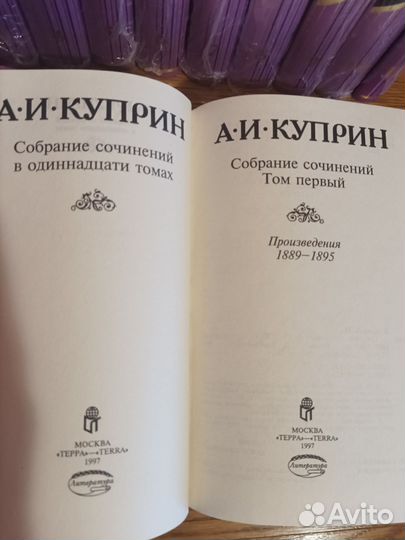 А·И·КУПРИН
Собрание сочинений
в одиннадцати томах
МОСКВА
«ТЕРРА»—«TERRA»
1997
Литература
А·И·КУПРИН
Собрание сочинений
Том первый
Произведения
1889—1895
МОСКВА
«ТЕРРА»—«TERRA»
1997
Литература
Avito